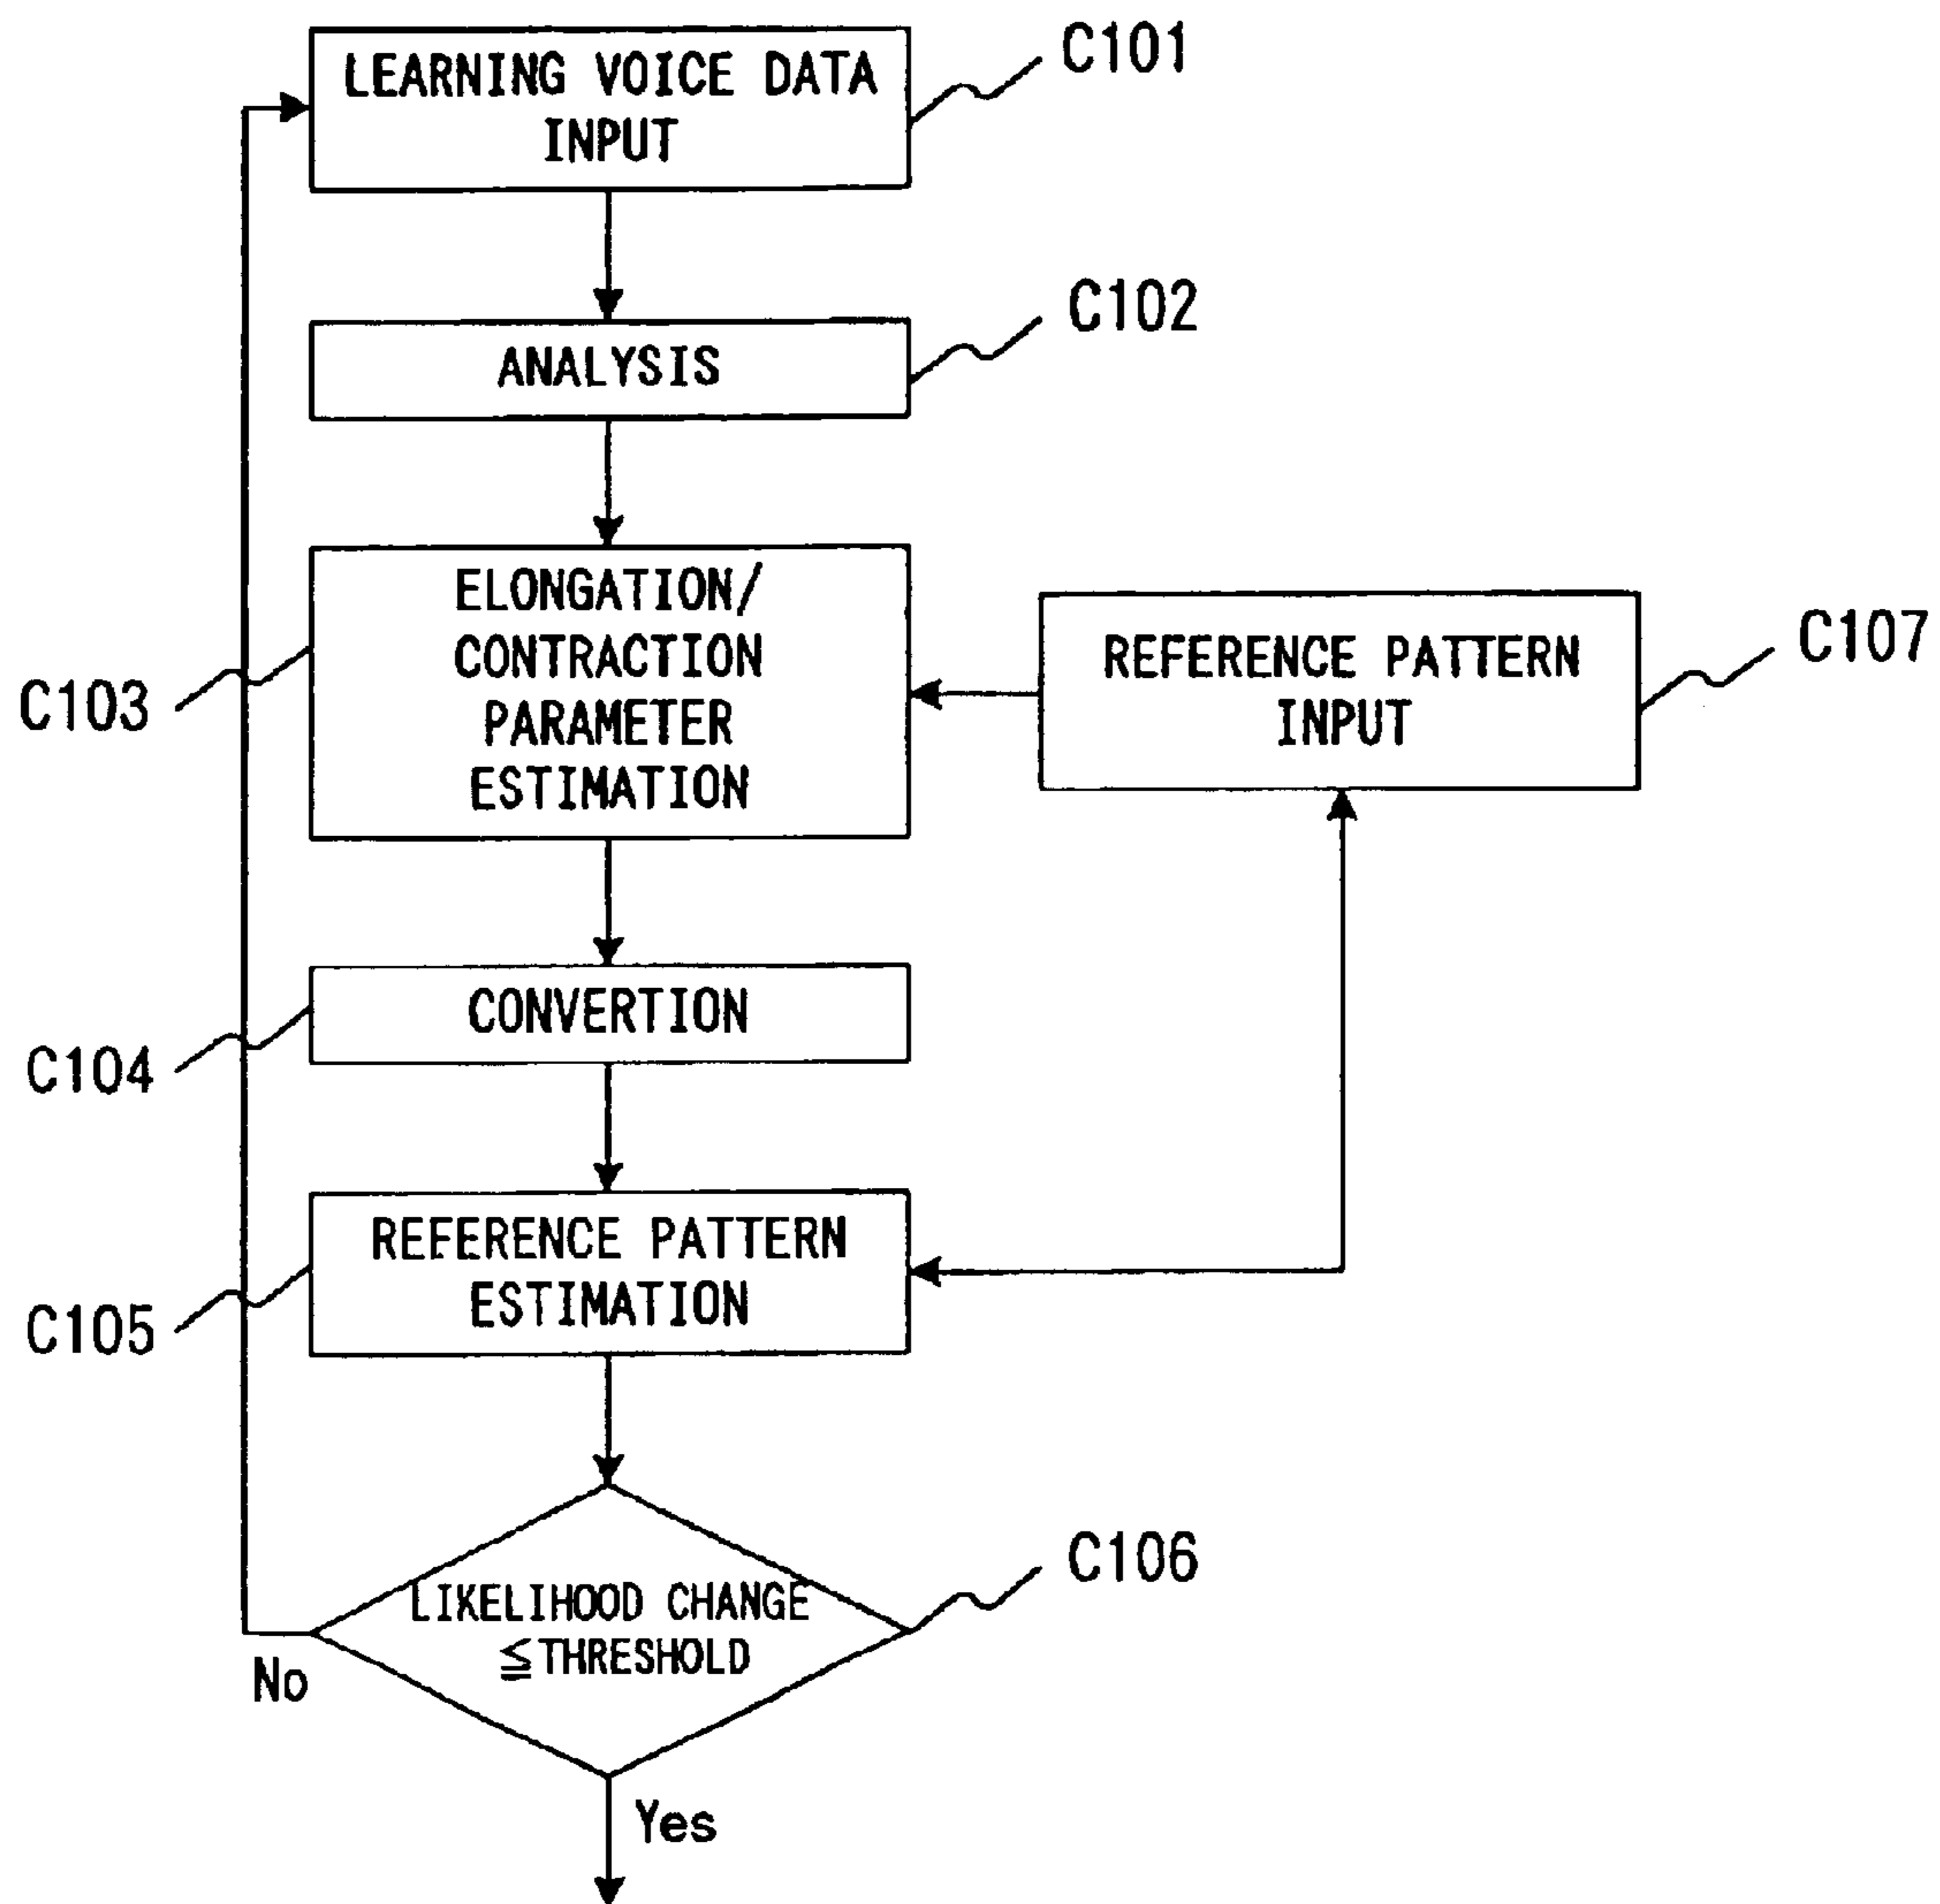 LEARNING VOICE DATA
INPUT
C101
ANALYSIS
C102
ELONGATION/
CONTRACTION
PARAMETER
ESTIMATION
C103
REFERENCE PATTERN
INPUT
C107
CONVERTION
C104
REFERENCE PATTERN
ESTIMATION
C105
LIKELIHOOD CHANGE
≦THRESHOLD
C106
No
Yes